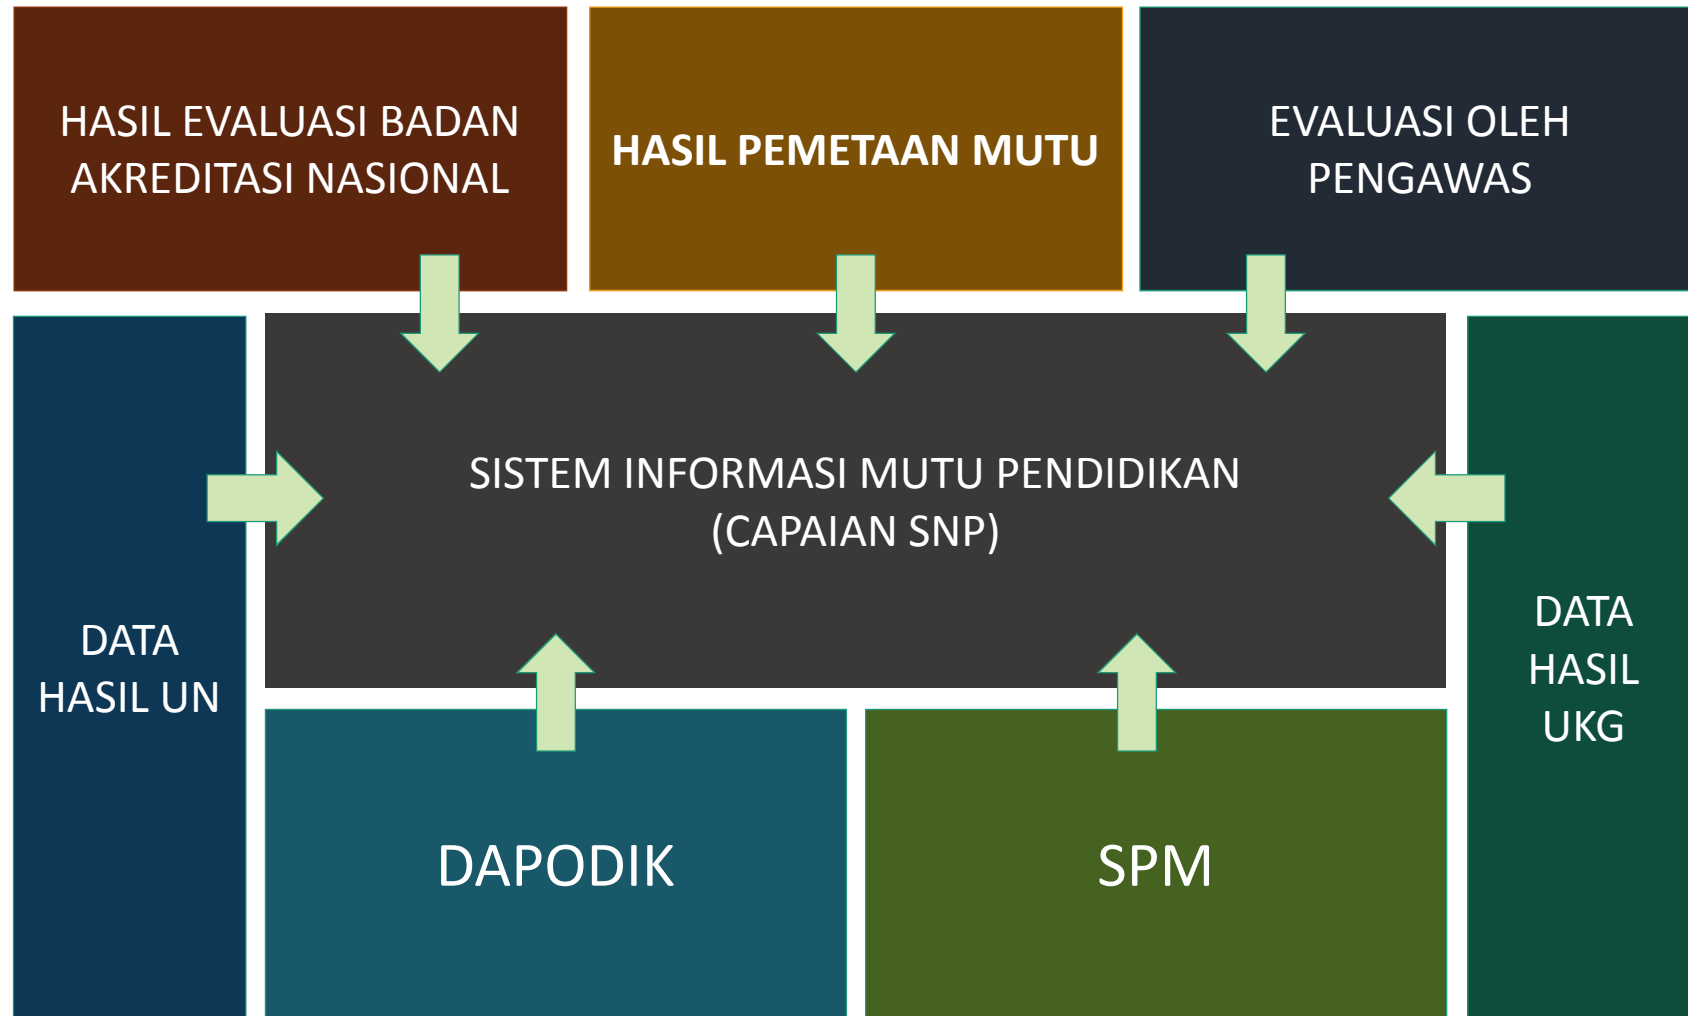 HASIL EVALUASI BADAN
AKREDITASI NASIONAL
HASIL PEMETAAN MUTU
EVALUASI OLEH
PENGAWAS
SISTEM INFORMASI MUTU PENDIDIKAN
(CAPAIAN SNP)
DATA
HASIL UN
DATA
HASIL
UKG
DAPODIK
SPM